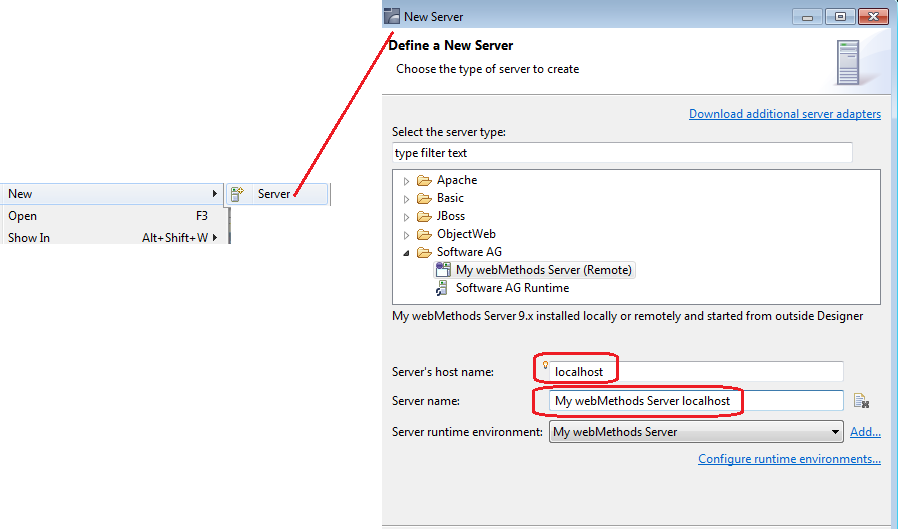 New Server
Define a New Server
Choose the type of server to create
Download additional server adapters
Select the server type:
type filter text
Apache
Basic
JBoss
ObjectWeb
Software AG
My webMethods Server (Remote)
Software AG Runtime
My webMethods Server 9.x installed locally or remotely and started from outside Designer
Server's host name: localhost
Server name: My webMethods Server localhost
Server runtime environment: My webMethods Server Add...
Configure runtime environments...
New Server
Open F3
Show In Alt+Shift+W